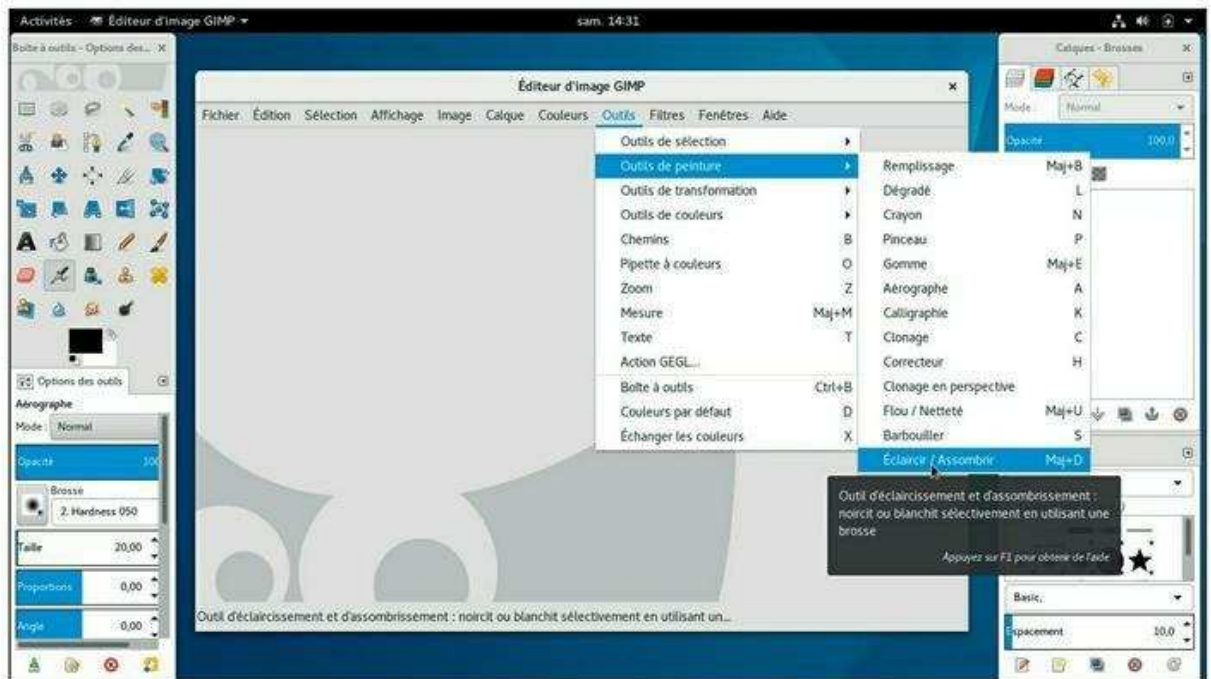 Activités Éditeur d'image GIMP
sam. 14:31
Boîte à outils - Options des...
Options des outils
Aérographe
Mode : Normal
Opacité 100
Brosse
2. Hardness 050
Taille 20,00
Proportions 0,00
Angle 0,00
Éditeur d'image GIMP
Fichier Édition Sélection Affichage Image Calque Couleurs Outils Filtres Fenêtres Aide
Outils de sélection
Outils de peinture
Outils de transformation
Outils de couleurs
Chemins B
Pipette à couleurs O
Zoom Z
Mesure Maj+M
Texte T
Action GEGL...
Boîte à outils Ctrl+B
Couleurs par défaut D
Échanger les couleurs X
Remplissage Maj+B
Dégradé L
Crayon N
Pinceau P
Gomme Maj+E
Aérographe A
Calligraphie K
Clonage C
Correcteur H
Clonage en perspective
Flou / Netteté Maj+U
Barbouiller S
Éclaircir / Assombrir Maj+D
Outil d'éclaircissement et d'assombrissement :
noircit ou blanchit sélectivement en utilisant une
brosse
Appuyez sur F1 pour obtenir de l'aide
Outil d'éclaircissement et d'assombrissement : noircit ou blanchit sélectivement en utilisant un...
Calques - Brosses
Mode : Normal
Opacité 100,0
Basic,
Espacement 10,0